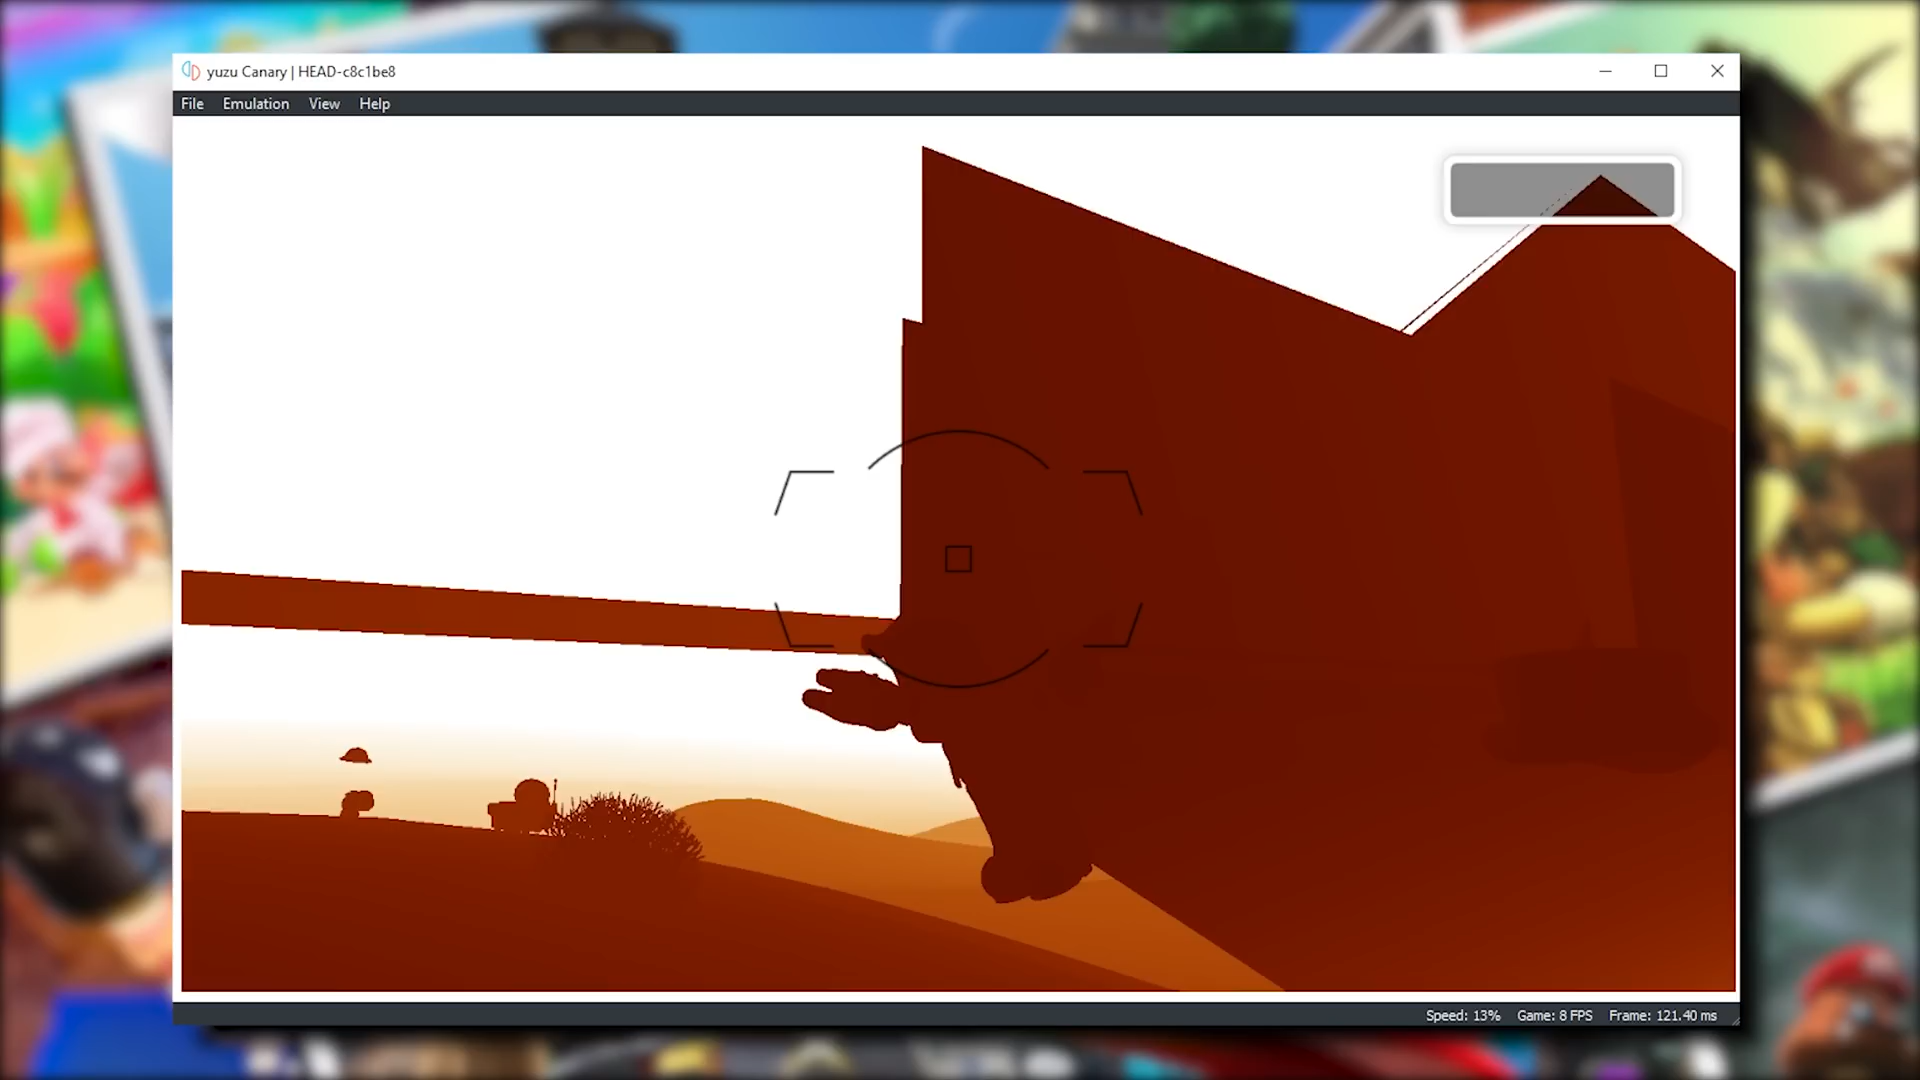 yuzu Canary | HEAD-c8c1be8
File Emulation View Help
Speed: 13% Game: 8 FPS Frame: 121.40 ms